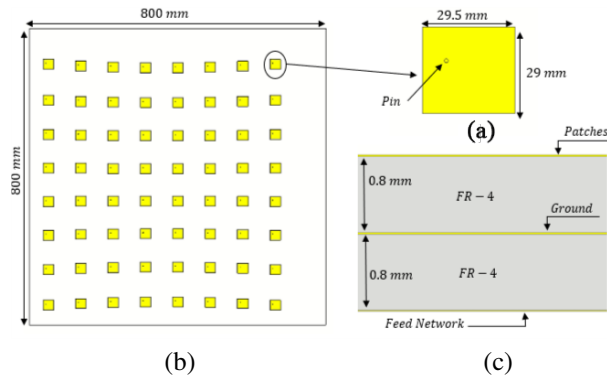 800 mm
800 mm
29.5 mm
29 mm
Pin
(a)
Patches
0.8 mm
FR – 4
Ground
0.8 mm
FR – 4
Feed Network
(b)
(c)